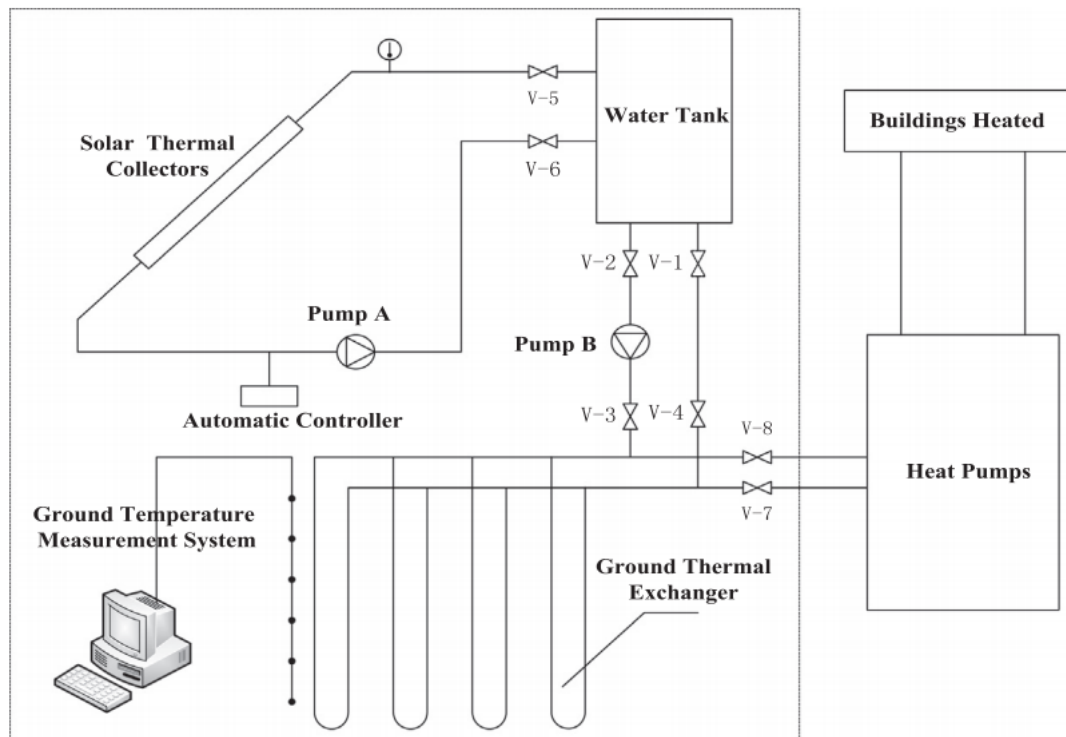 V-5
Water Tank
Buildings Heated
Solar Thermal
Collectors
V-6
V-2
V-1
Pump A
Pump B
V-3
V-4
Automatic Controller
V-8
Heat Pumps
V-7
Ground Temperature
Measurement System
Ground Thermal
Exchanger